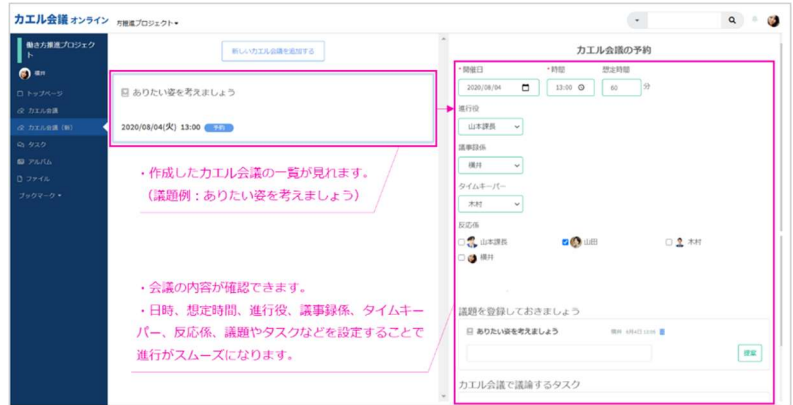 カエル会議 オンライン
方推進プロジェクト
働き方推進プロジェク
ト
横井
トップページ
カエル会議
カエル会議（新）
タスク
アルバム
ファイル
ブックマーク
新しいカエル会議を追加する
ありたい姿を考えましょう
2020/08/04(火) 13:00 予約
・作成したカエル会議の一覧が見れます。
（議題例：ありたい姿を考えましょう）
・会議の内容が確認できます。
・日時、想定時間、進行役、議事録係、タイムキー
パー、反応係、議題やタスクなどを設定することで
進行がスムーズになります。
カエル会議の予約
*開催日 *時間 想定時間
2020/08/04 13:00 60 分
進行役
山本課長
議事録係
横井
タイムキーパー
木村
反応係
山本課長 山田 木村
横井
議題を登録しておきましょう
ありたい姿を考えましょう 横井 8月4日
提案
カエル会議で議論するタスク